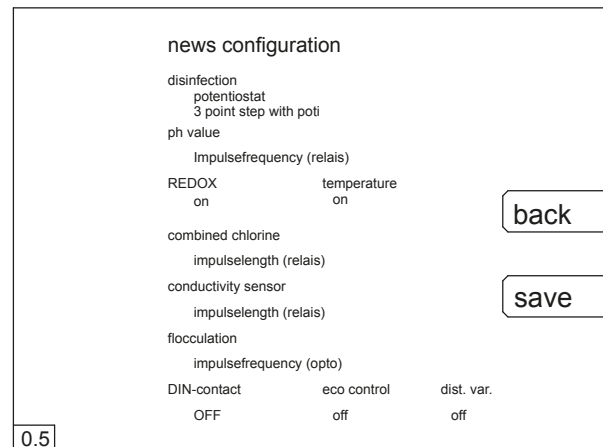 news configuration
disinfection
potentiostat
3 point step with poti
ph value
Impulsefrequency (relais)
REDOX temperature
on on
back
combined chlorine
impulselength (relais)
conductivity sensor
save
impulselength (relais)
flocculation
impulsefrequency (opto)
DIN-contact eco control dist. var.
OFF off off
0.5